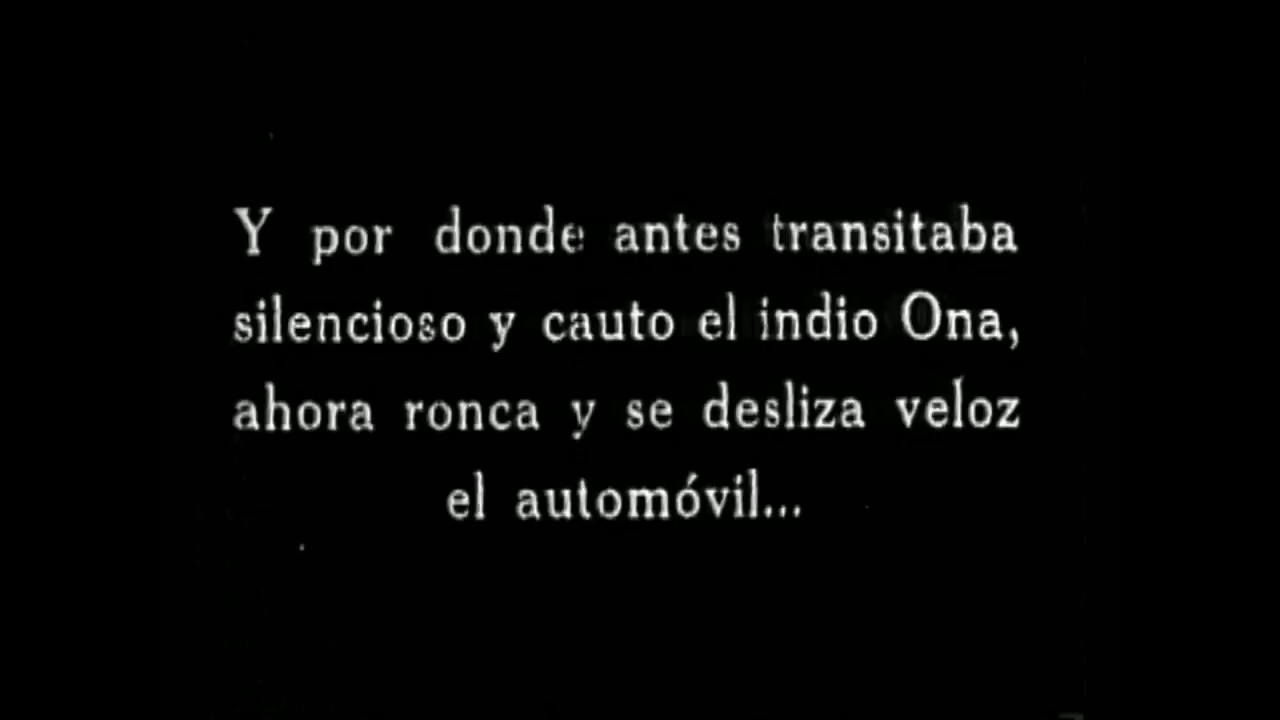 Y por donde antes transitaba
silencioso y cauto el indio Ona,
ahora ronca y se desliza veloz
el automóvil...